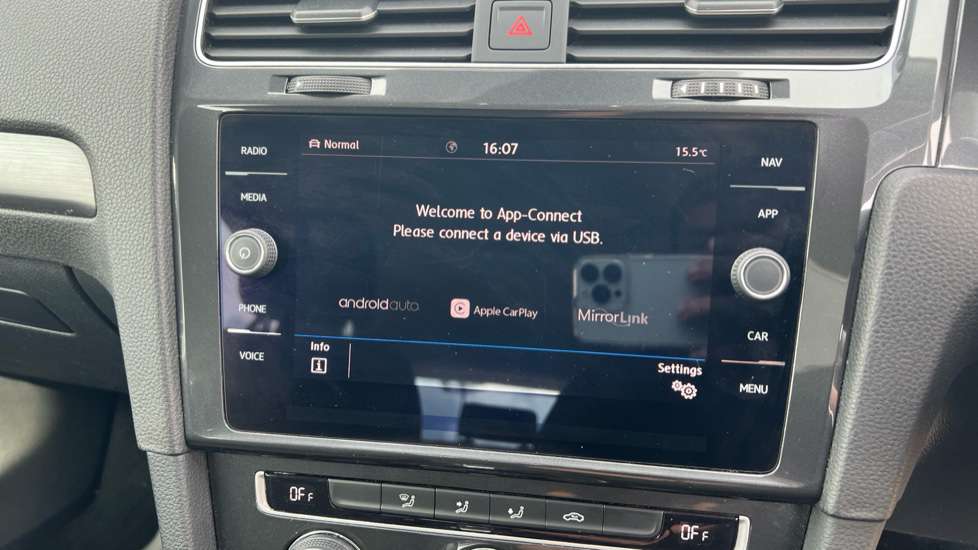 RADIO
MEDIA
PHONE
VOICE
Normal
16:07
15.5°C
Welcome to App-Connect
Please connect a device via USB.
androidauto
Apple CarPlay
MirrorLink
Info
Settings
NAV
APP
CAR
MENU
OFF
OFF